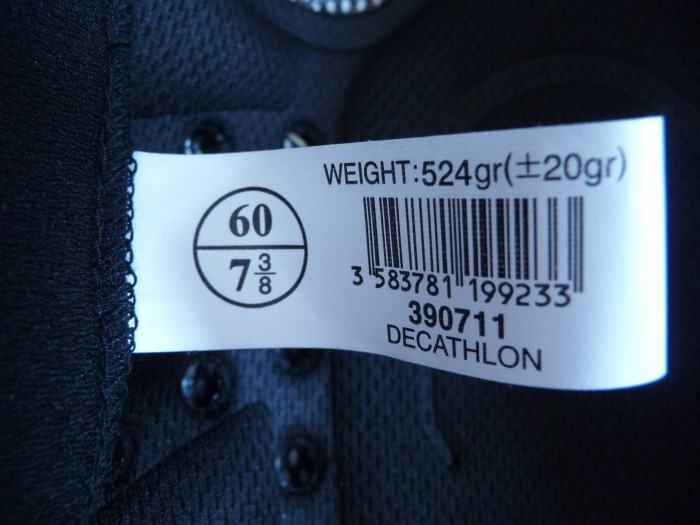 60
7 3/8
WEIGHT:524gr(±20gr)
3 583781 199233
390711
DECATHLON